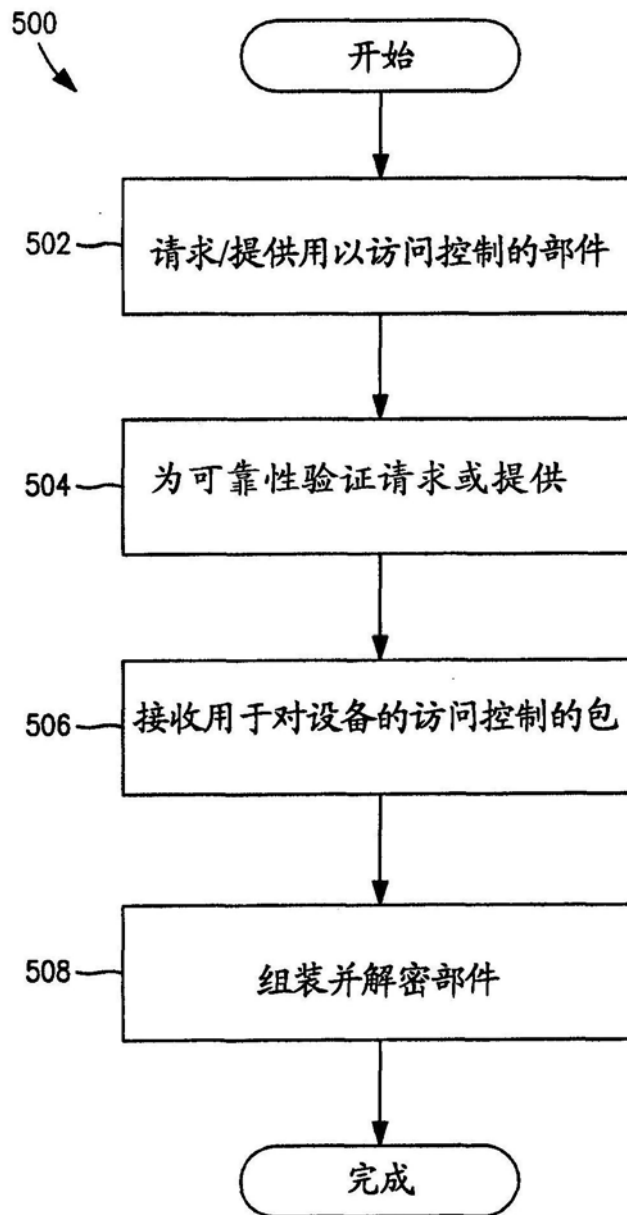 500
开始
502
请求/提供用以访问控制的部件
504
为可靠性验证请求或提供
506
接收用于对设备的访问控制的包
508
组装并解密部件
完成